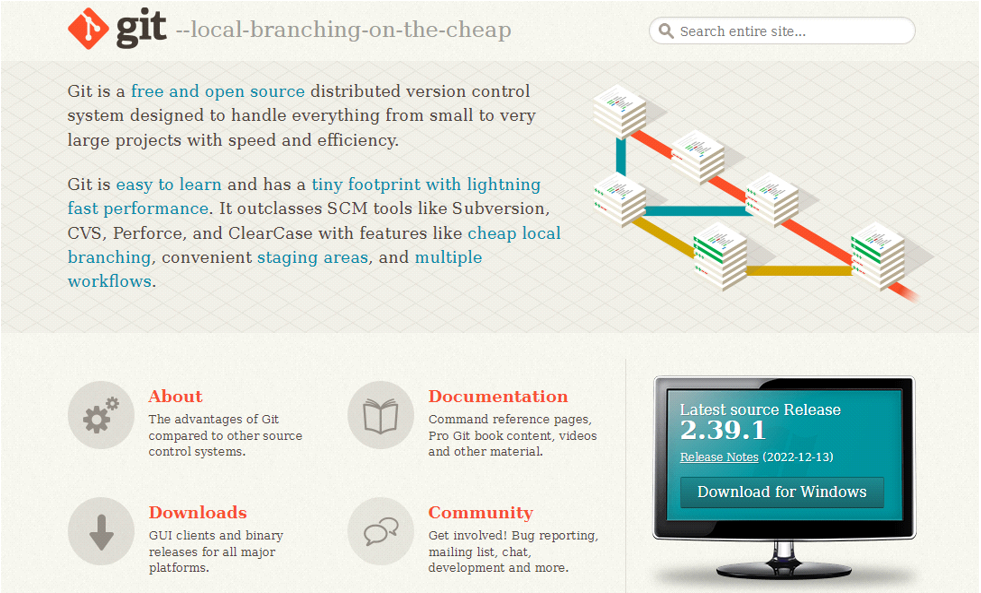 git --local-branching-on-the-cheap
Search entire site...
Git is a free and open source distributed version control
system designed to handle everything from small to very
large projects with speed and efficiency.
Git is easy to learn and has a tiny footprint with lightning
fast performance. It outclasses SCM tools like Subversion,
CVS, Perforce, and ClearCase with features like cheap local
branching, convenient staging areas, and multiple
workflows.
About
The advantages of Git
compared to other source
control systems.
Documentation
Command reference pages,
Pro Git book content, videos
and other material.
Downloads
GUI clients and binary
releases for all major
platforms.
Community
Get involved! Bug reporting,
mailing list, chat,
development and more.
Latest source Release
2.39.1
Release Notes (2022-12-13)
Download for Windows